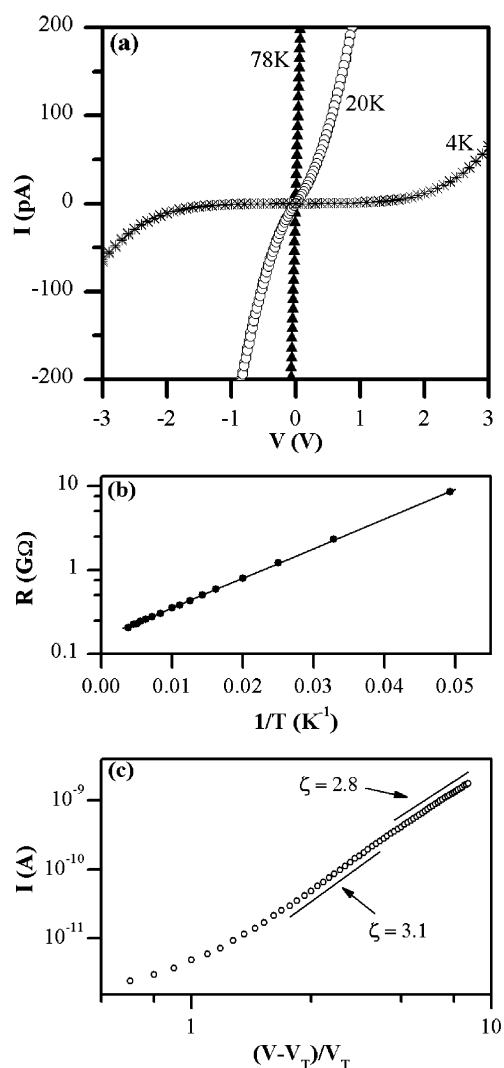 (a)
200
100
0
-100
-200
I (pA)
78K
20K
4K
-3 -2 -1 0 1 2 3
V (V)
(b)
10
1
0.1
R (GΩ)
0.00 0.01 0.02 0.03 0.04 0.05
1/T (K⁻¹)
(c)
10⁻⁹
10⁻¹⁰
10⁻¹¹
I (A)
ζ = 2.8
ζ = 3.1
1 10
(V-V_T)/V_T